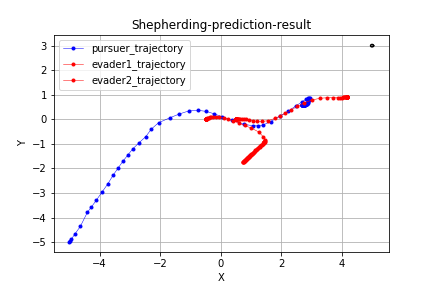 Shepherding-prediction-result
3
2
1
0
−1
−2
−3
−4
−5
Y
pursuer_trajectory
evader1_trajectory
evader2_trajectory
−4
−2
0
2
4
X